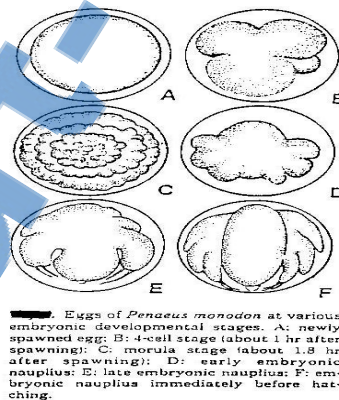 A
B
C
D
E
F
. Eggs of Penaeus monodon at various
embryonic developmental stages. A: newly
spawned egg; B: 4-cell stage (about 1 hr after
spawning); C: morula stage (about 1.8 hr
after spawning); D: early embryonic
nauplius; E: late embryonic nauplius; F: em-
bryonic nauplius immediately before hat-
ching.